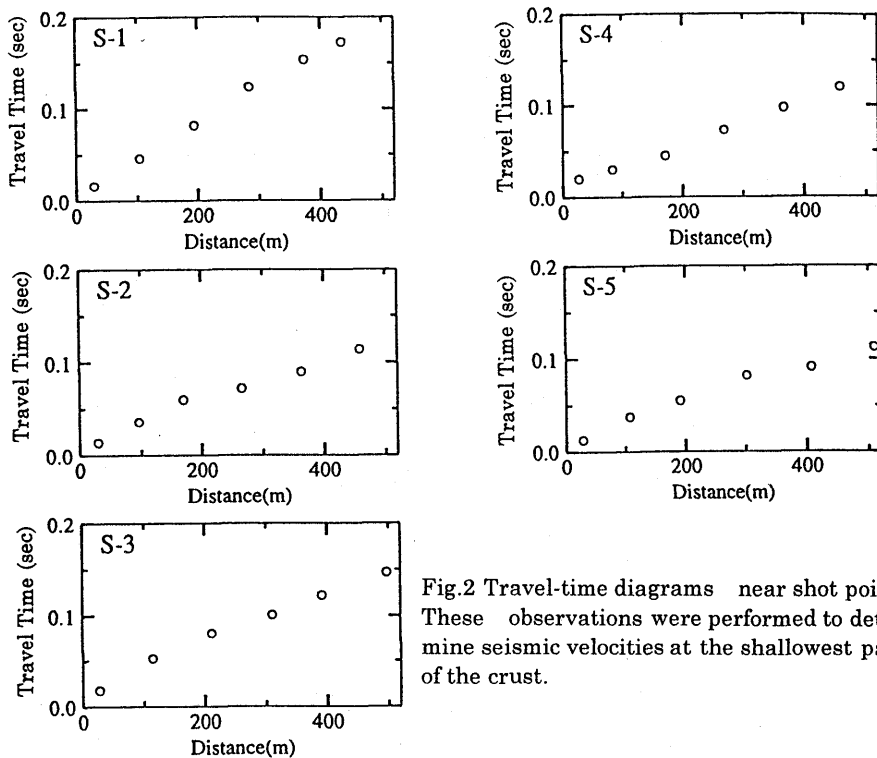 S-1
Travel Time (sec)
0.2
0.1
0.0
0
200
400
Distance(m)
S-2
Travel Time (sec)
0.2
0.1
0.0
0
200
400
Distance(m)
S-3
Travel Time (sec)
0.2
0.1
0.0
0
200
400
Distance(m)
S-4
Travel Time (sec)
0.2
0.1
0.0
0
200
400
Distance(m)
S-5
Travel Time (sec)
0.2
0.1
0.0
0
200
400
Distance(m)
Fig.2 Travel-time diagrams near shot poi
These observations were performed to det
mine seismic velocities at the shallowest pa
of the crust.